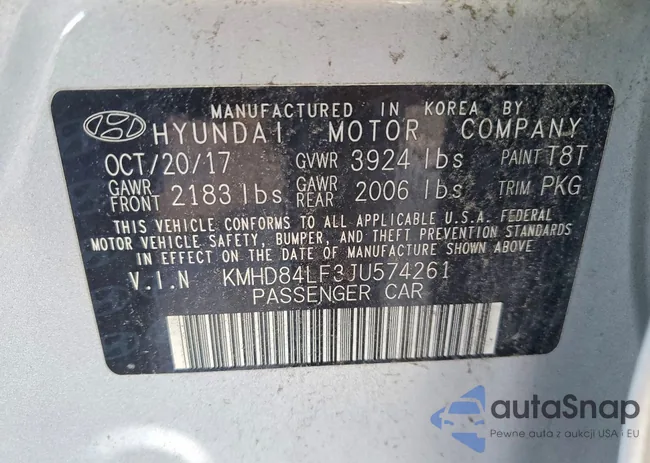 MANUFACTURED IN KOREA BY
HYUNDAI MOTOR COMPANY
OCT/20/17 GVWR 3924 lbs PAINT T8T
GAWR FRONT 2183 lbs GAWR REAR 2006 lbs TRIM PKG
THIS VEHICLE CONFORMS TO ALL APPLICABLE U.S.A. FEDERAL
MOTOR VEHICLE SAFETY, BUMPER, AND THEFT PREVENTION STANDARDS
IN EFFECT ON THE DATE OF MANUFACTURE SHOWN ABOVE.
V.I.N KMHD84LF3JU574261
PASSENGER CAR
autoSnap
Pewne auta z aukcji USA i EU